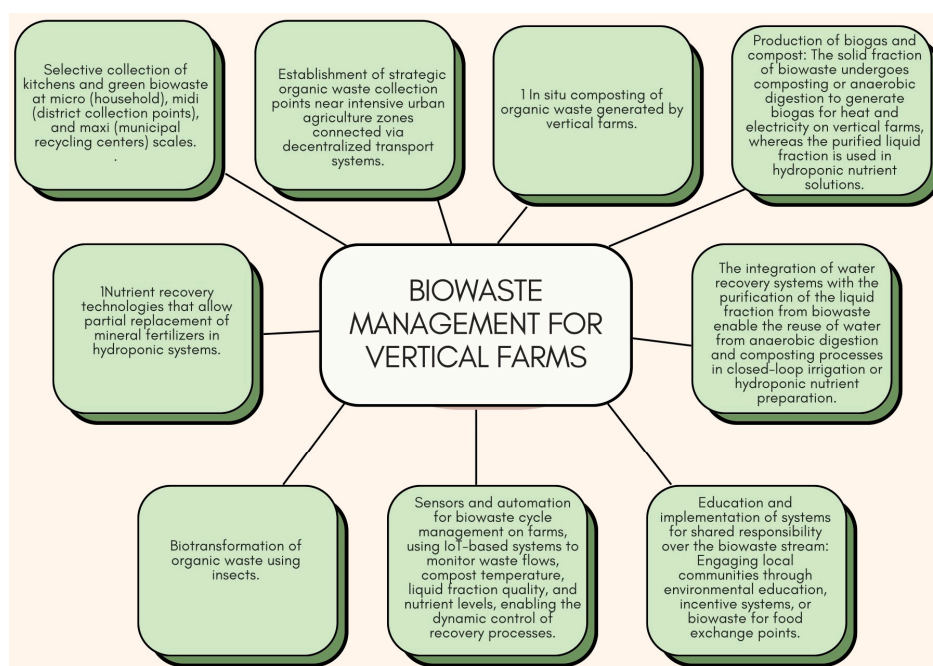 Selective collection of
kitchens and green biowaste
at micro (household), midi
(district collection points),
and maxi (municipal
recycling centers) scales.
.
Establishment of strategic
organic waste collection
points near intensive urban
agriculture zones
connected via
decentralized transport
systems.
1 In situ composting of
organic waste generated by
vertical farms.
Production of biogas and
compost: The solid fraction
of biowaste undergoes
composting or anaerobic
digestion to generate
biogas for heat and
electricity on vertical farms,
whereas the purified liquid
fraction is used in
hydroponic nutrient
solutions.
1Nutrient recovery
technologies that allow
partial replacement of
mineral fertilizers in
hydroponic systems.
BIOWASTE
MANAGEMENT FOR
VERTICAL FARMS
The integration of water
recovery systems with the
purification of the liquid
fraction from biowaste
enable the reuse of water
from anaerobic digestion
and composting processes
in closed-loop irrigation or
hydroponic nutrient
preparation.
Biotransformation of
organic waste using
insects.
Sensors and automation
for biowaste cycle
management on farms,
using IoT-based systems to
monitor waste flows,
compost temperature,
liquid fraction quality, and
nutrient levels, enabling the
dynamic control of
recovery processes.
Education and
implementation of systems
for shared responsibility
over the biowaste stream:
Engaging local
communities through
environmental education,
incentive systems, or
biowaste for food
exchange points.